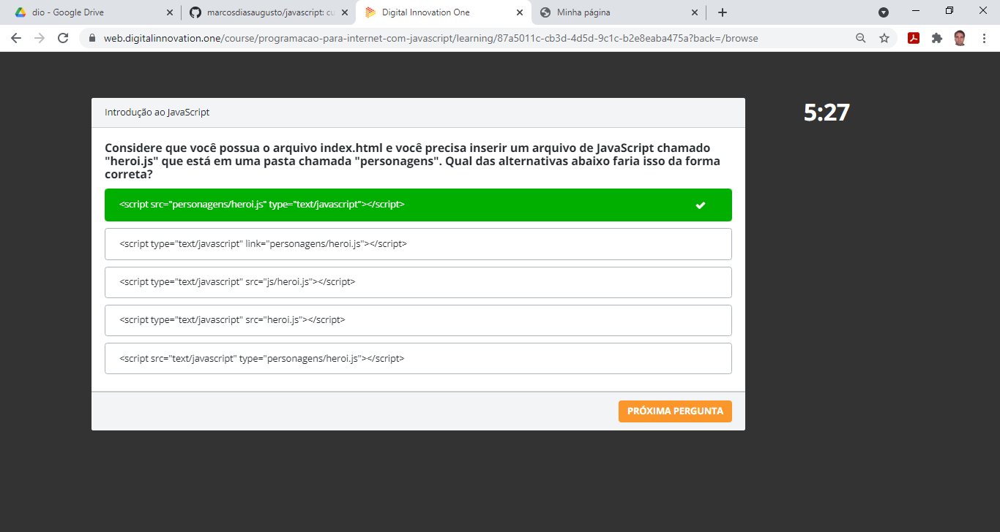 dio - Google Drive
marcosdiasaugusto/javascript: cu
Digital Innovation One
Minha página
web.digitalinnovation.one/course/programacao-para-internet-com-javascript/learning/87a5011c-cb3d-4d5d-9c1c-b2e8eaba475a?back=/browse
Introdução ao JavaScript
5:27
Considere que você possua o arquivo index.html e você precisa inserir um arquivo de JavaScript chamado
"heroi.js" que está em uma pasta chamada "personagens". Qual das alternativas abaixo faria isso da forma
correta?
<script src="personagens/heroi.js" type="text/javascript"></script>
<script type="text/javascript" link="personagens/heroi.js"></script>
<script type="text/javascript" src="js/heroi.js"></script>
<script type="text/javascript" src="heroi.js"></script>
<script src="text/javascript" type="personagens/heroi.js"></script>
PRÓXIMA PERGUNTA